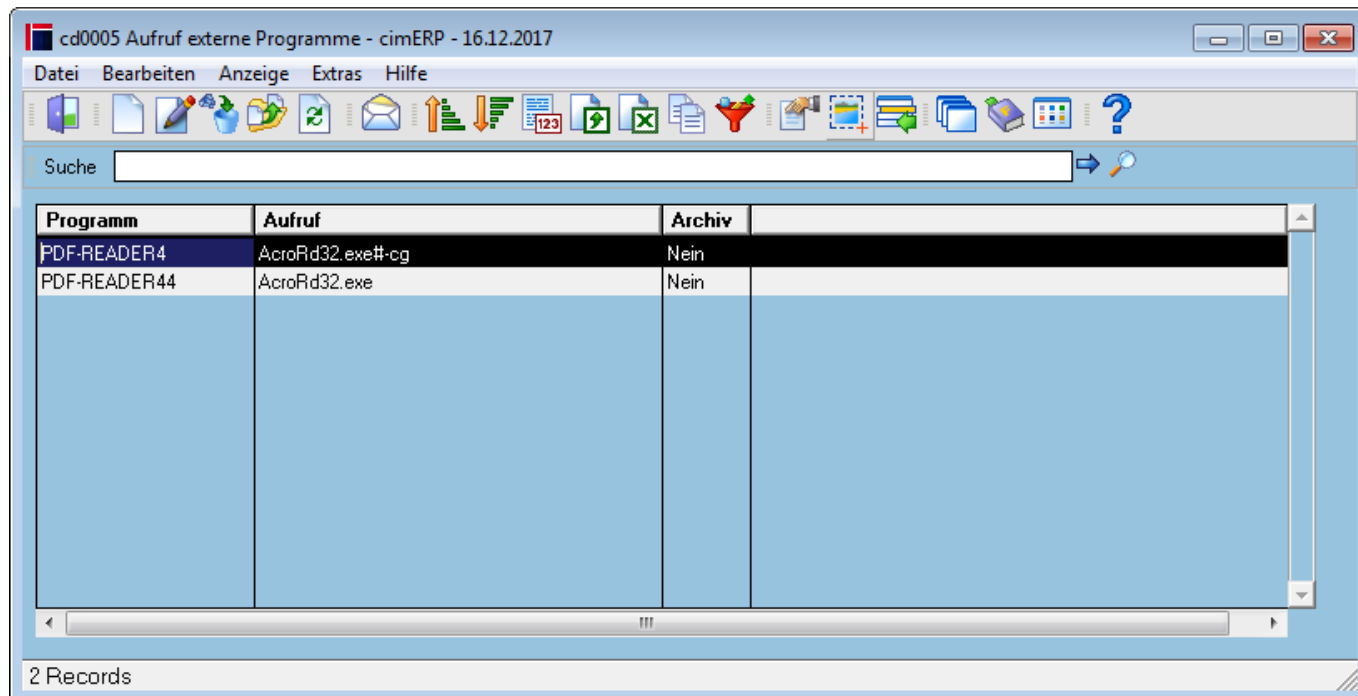 cd0005 Aufruf externe Programme - cimERP - 16.12.2017
Datei Bearbeiten Anzeige Extras Hilfe
123
Suche
Programm Aufruf Archiv
PDF-READER4 AcroRd32.exe#-cg Nein
PDF-READER44 AcroRd32.exe Nein
2 Records